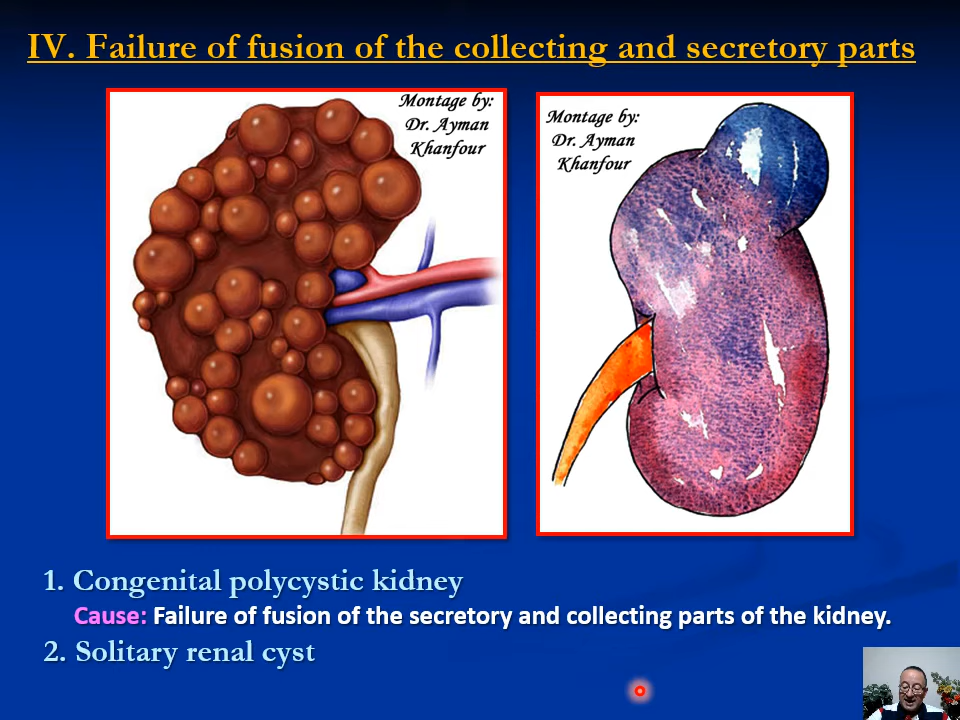 IV. Failure of fusion of the collecting and secretory parts
Montage by:
Dr. Ayman
Khanfour
Montage by:
Dr. Ayman
Khanfour
1. Congenital polycystic kidney
Cause: Failure of fusion of the secretory and collecting parts of the kidney.
2. Solitary renal cyst